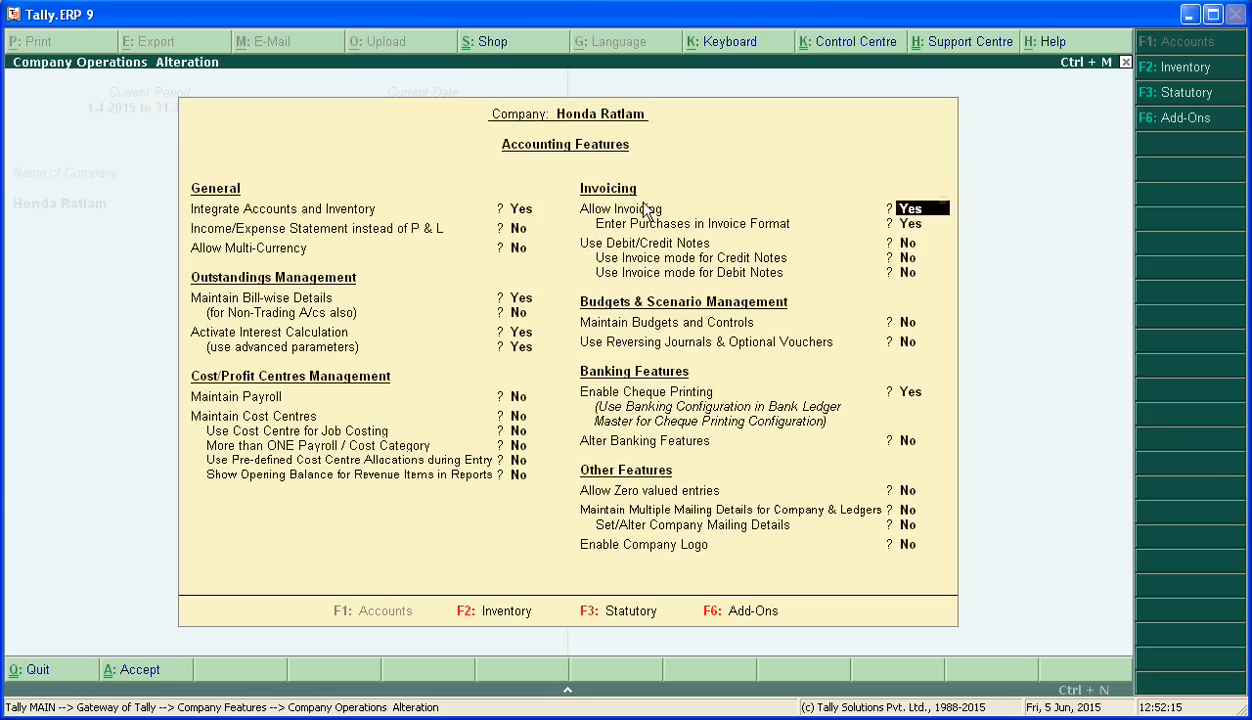 Tally.ERP 9
P: Print
E: Export
M: E-Mail
O: Upload
S: Shop
G: Language
K: Keyboard
K: Control Centre
H: Support Centre
H: Help
F1: Accounts
F2: Inventory
F3: Statutory
F6: Add-Ons
Company Operations Alteration
Ctrl + M
Current Period
Current Date
1-4-2015 to 31-3
Name of Company
Honda Ratlam
Company: Honda Ratlam
Accounting Features
General
Integrate Accounts and Inventory ? Yes
Income/Expense Statement instead of P & L ? No
Allow Multi-Currency ? No
Outstandings Management
Maintain Bill-wise Details ? Yes
(for Non-Trading A/cs also) ? No
Activate Interest Calculation ? Yes
(use advanced parameters) ? Yes
Cost/Profit Centres Management
Maintain Payroll ? No
Maintain Cost Centres ? No
Use Cost Centre for Job Costing ? No
More than ONE Payroll / Cost Category ? No
Use Pre-defined Cost Centre Allocations during Entry ? No
Show Opening Balance for Revenue Items in Reports ? No
Invoicing
Allow Invoicing ? Yes
Enter Purchases in Invoice Format ? Yes
Use Debit/Credit Notes ? No
Use Invoice mode for Credit Notes ? No
Use Invoice mode for Debit Notes ? No
Budgets & Scenario Management
Maintain Budgets and Controls ? No
Use Reversing Journals & Optional Vouchers ? No
Banking Features
Enable Cheque Printing ? Yes
(Use Banking Configuration in Bank Ledger
Master for Cheque Printing Configuration)
Alter Banking Features ? No
Other Features
Allow Zero valued entries ? No
Maintain Multiple Mailing Details for Company & Ledgers ? No
Set/Alter Company Mailing Details ? No
Enable Company Logo ? No
F1: Accounts
F2: Inventory
F3: Statutory
F6: Add-Ons
Q: Quit
A: Accept
Ctrl + N
Tally MAIN --> Gateway of Tally --> Company Features --> Company Operations Alteration
(c) Tally Solutions Pvt. Ltd., 1988-2015
Fri, 5 Jun, 2015
12:52:15